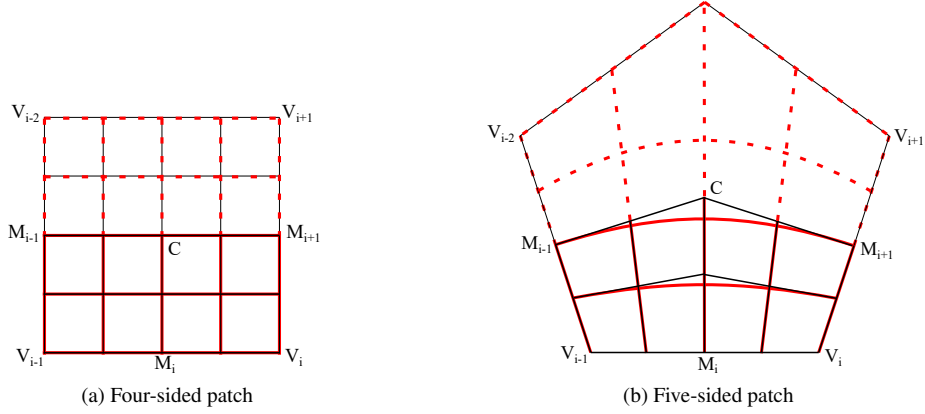 V_{i-2}
V_{i+1}
M_{i-1}
M_{i+1}
C
V_{i-1}
V_i
M_i
(a) Four-sided patch
V_{i-2}
V_{i+1}
C
M_{i-1}
M_{i+1}
V_{i-1}
V_i
M_i
(b) Five-sided patch